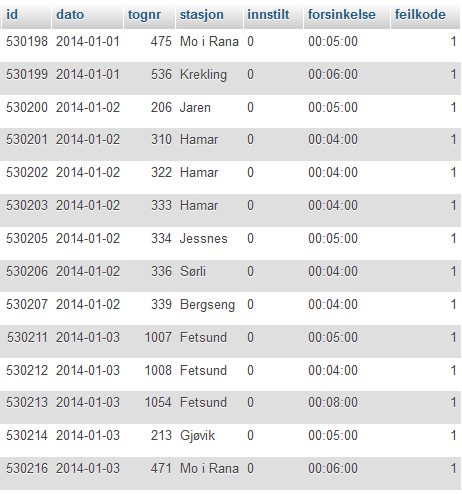 id dato tognr stasjon innstilt forsinkelse feilkode
530198 2014-01-01 475 Mo i Rana 0 00:05:00 1
530199 2014-01-01 536 Krekling 0 00:06:00 1
530200 2014-01-02 206 Jaren 0 00:04:00 1
530201 2014-01-02 310 Hamar 0 00:04:00 1
530202 2014-01-02 322 Hamar 0 00:04:00 1
530203 2014-01-02 333 Hamar 0 00:04:00 1
530205 2014-01-02 334 Jessnes 0 00:05:00 1
530206 2014-01-02 336 Sørli 0 00:04:00 1
530207 2014-01-02 339 Bergseng 0 00:04:00 1
530211 2014-01-03 1007 Fetsund 0 00:05:00 1
530212 2014-01-03 1008 Fetsund 0 00:04:00 1
530213 2014-01-03 1054 Fetsund 0 00:08:00 1
530214 2014-01-03 213 Gjøvik 0 00:05:00 1
530216 2014-01-03 471 Mo i Rana 0 00:06:00 1